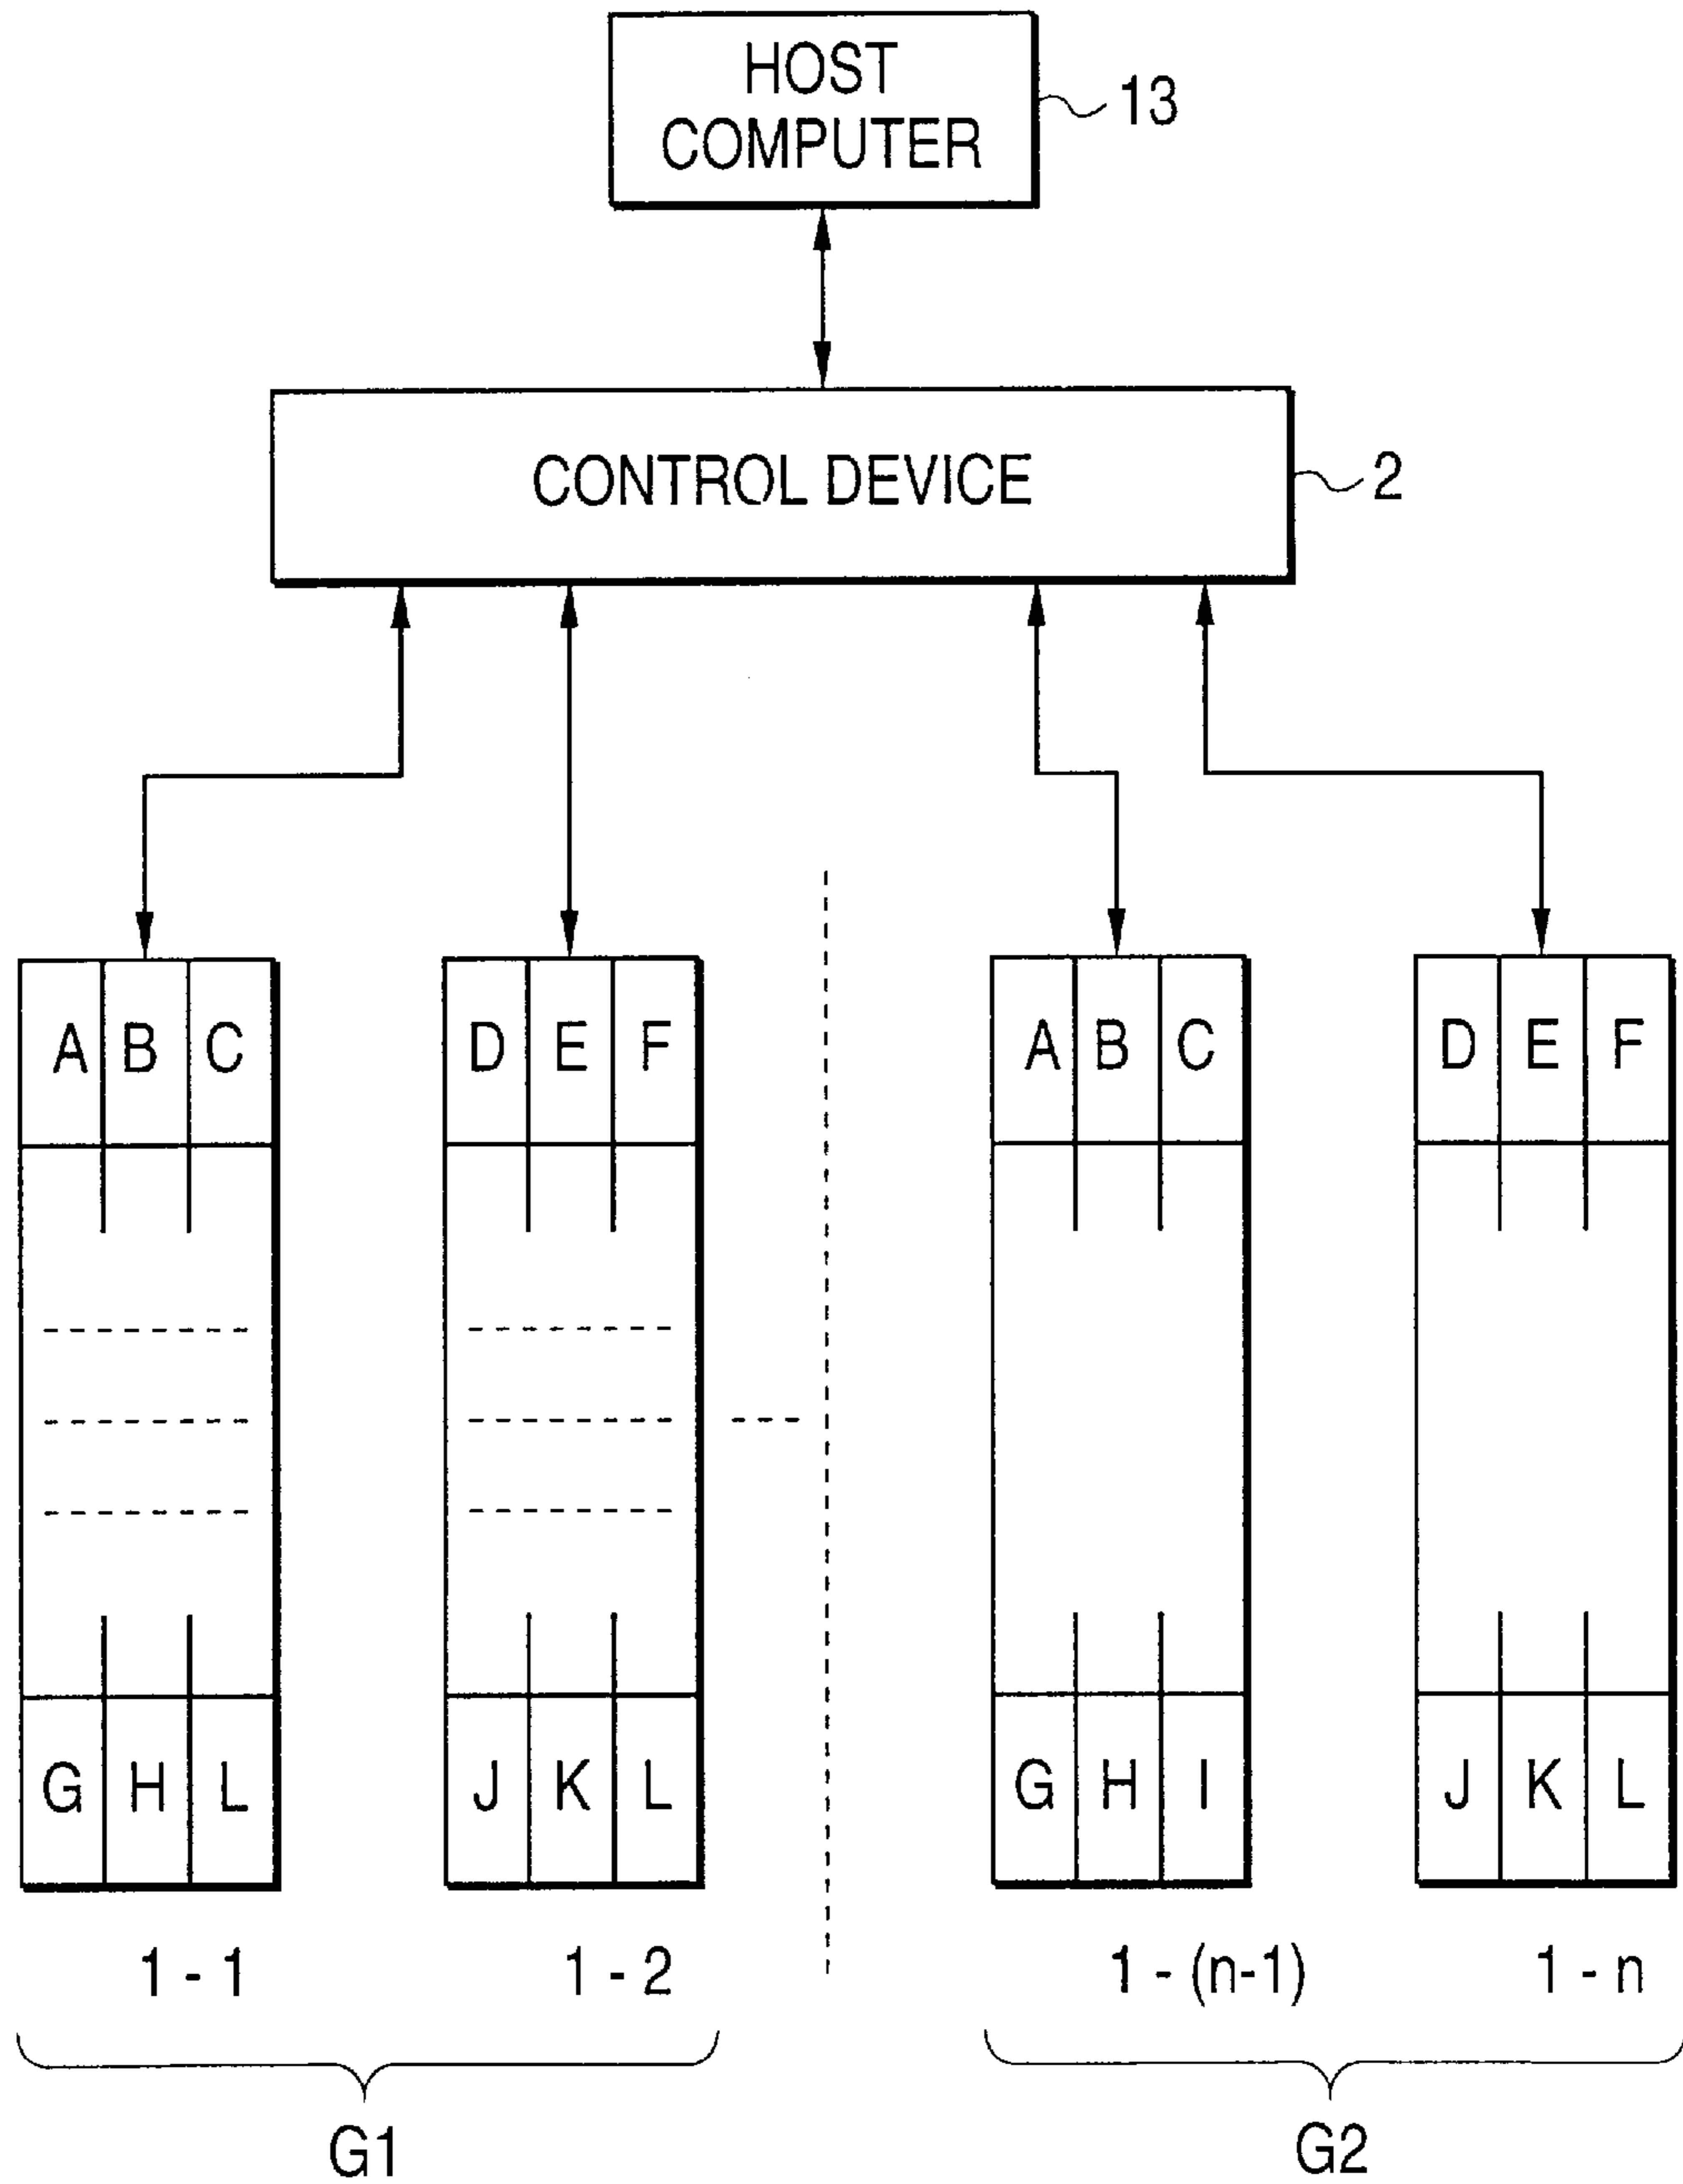 HOST
COMPUTER
13
CONTROL DEVICE
2
A B C
D E F
A B C
D E F
G H L
J K L
G H I
J K L
1 - 1
1 - 2
1 - (n-1)
1 - n
G1
G2